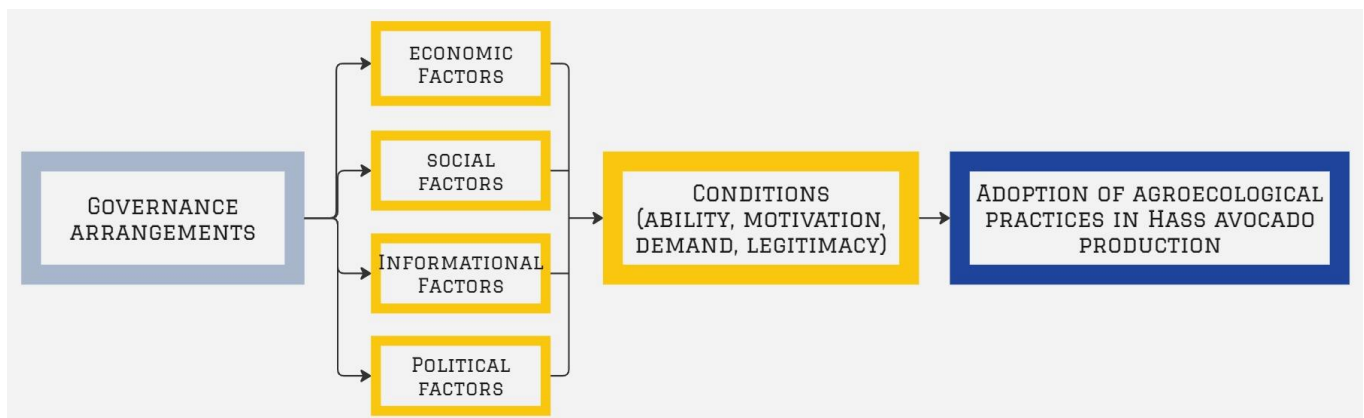 Governance
arrangements
economic
Factors
social
factors
Informational
Factors
Political
factors
Conditions
(ability, motivation,
demand, legitimacy)
Adoption of agroecological
practices in Hass avocado
production